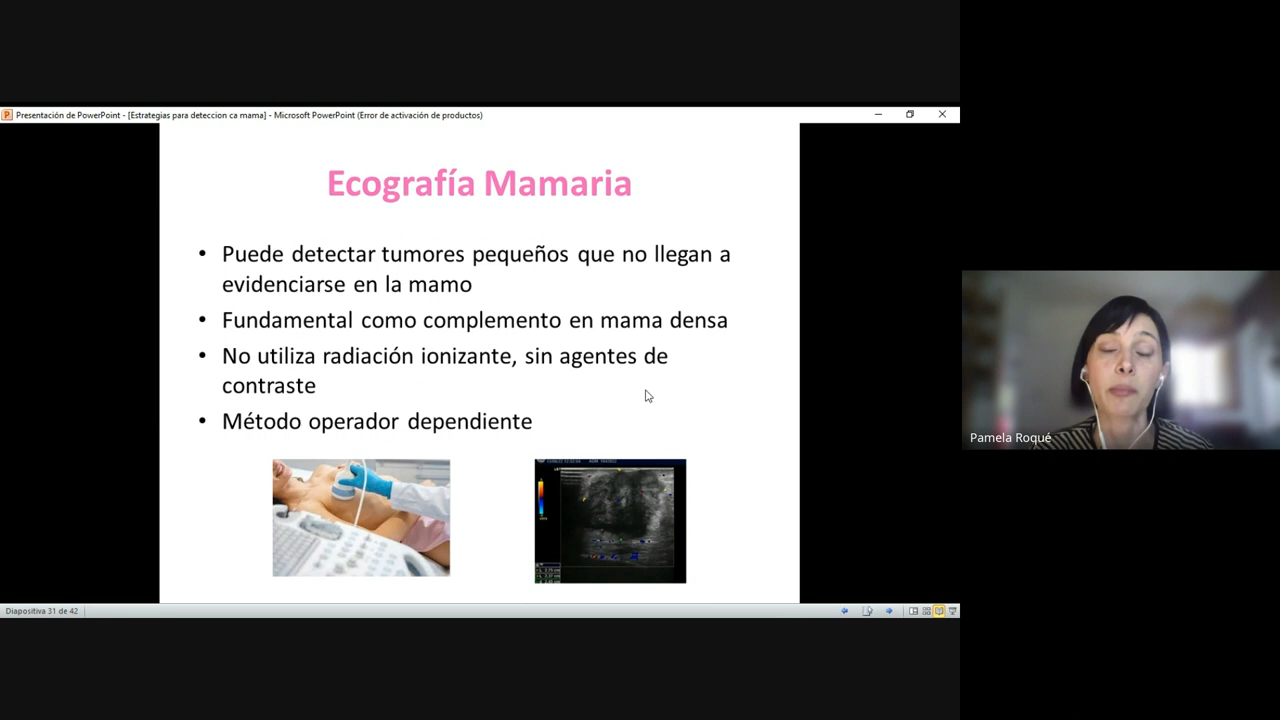 Presentación de PowerPoint - [Estrategias para deteccion ca mama] - Microsoft PowerPoint (Error de activación de productos)
Ecografía Mamaria
• Puede detectar tumores pequeños que no llegan a
evidenciarse en la mamo
• Fundamental como complemento en mama densa
• No utiliza radiación ionizante, sin agentes de
contraste
• Método operador dependiente
Pamela Roqué
Diapositiva 31 de 42